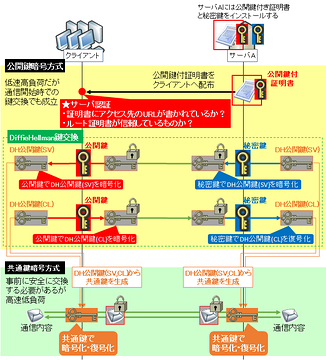 サーバAには公開鍵付き証明書
と秘密鍵をインストールする
クライアント
サーバA
公開鍵暗号方式
低速高負荷だが
通信開始時での
鍵交換でも成立
公開鍵付証明書を
クライアントへ配布
公開鍵付
証明書
★サーバ認証
・証明書にアクセス先のURLが書かれているか？
・ルート証明書が信頼しているものか？
DiffieHellman鍵交換
DH公開鍵(SV)
公開鍵
秘密鍵
DH公開鍵(SV)
公開鍵でDH公開鍵(SV)を暗号化
秘密鍵でDH公開鍵(SV)を暗号化
DH公開鍵(CL)
公開鍵
秘密鍵
DH公開鍵(CL)
公開鍵でDH公開鍵(CL)を暗号化
秘密鍵でDH公開鍵(CL)を復号化
共通鍵暗号方式
事前に安全に交換
する必要があるが
高速低負荷
DH公開鍵(SV,CL)から
共通鍵を生成
DH公開鍵(SV,CL)から
共通鍵を生成
通信内容
通信内容
共通鍵で
暗号化・復号化
共通鍵で
暗号化・復号化